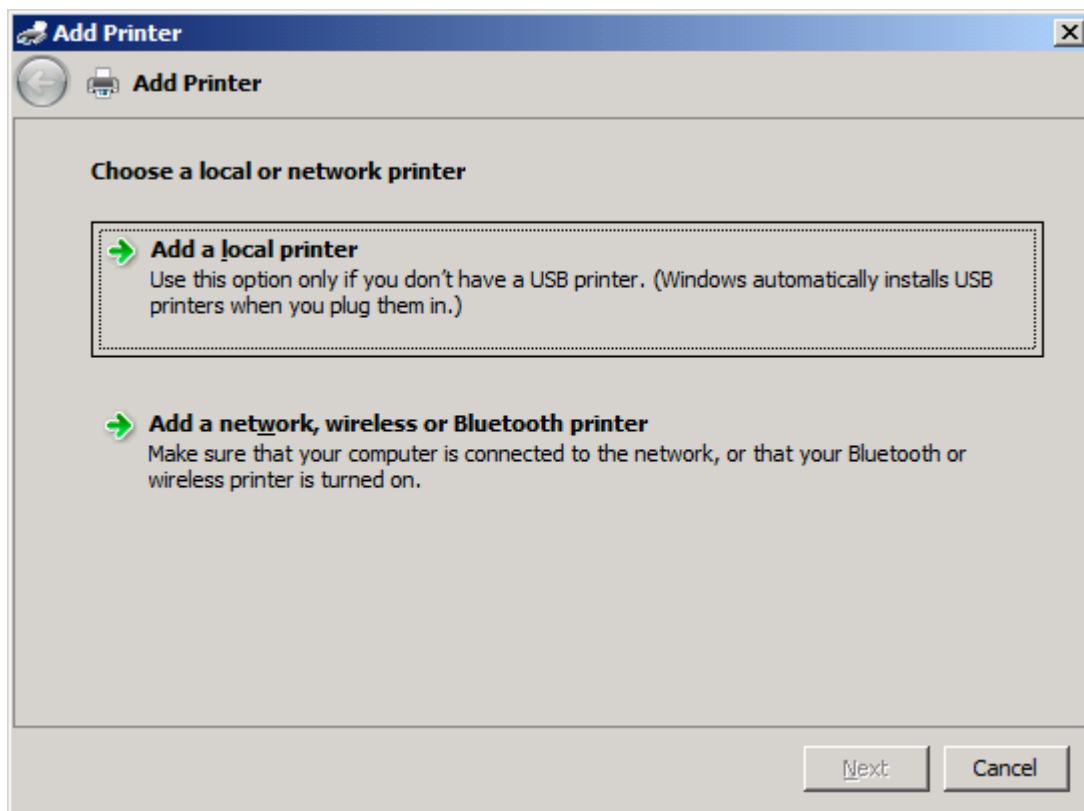 Add Printer
Add Printer
Choose a local or network printer
Add a local printer
Use this option only if you don't have a USB printer. (Windows automatically installs USB
printers when you plug them in.)
Add a network, wireless or Bluetooth printer
Make sure that your computer is connected to the network, or that your Bluetooth or
wireless printer is turned on.
Next
Cancel